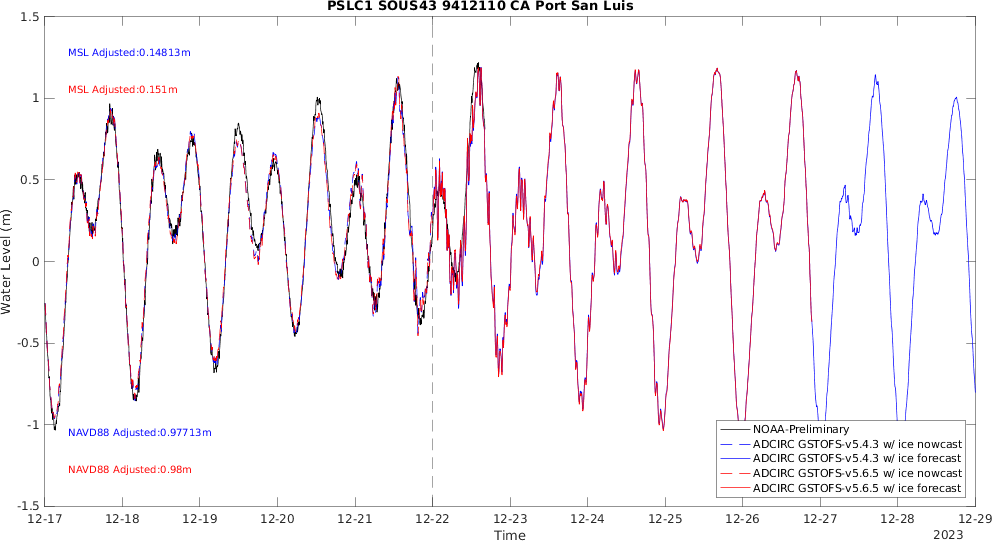 PSLC1 SOUS43 9412110 CA Port San Luis
1.5
MSL Adjusted:0.14813m
MSL Adjusted:0.151m
1
0.5
0
-0.5
-1
-1.5
Water Level (m)
NAVD88 Adjusted:0.97713m
NAVD88 Adjusted:0.98m
NOAA-Preliminary
ADCIRC GSTOFS-v5.4.3 w/ ice nowcast
ADCIRC GSTOFS-v5.4.3 w/ ice forecast
ADCIRC GSTOFS-v5.6.5 w/ ice nowcast
ADCIRC GSTOFS-v5.6.5 w/ ice forecast
12-17 12-18 12-19 12-20 12-21 12-22 12-23 12-24 12-25 12-26 12-27 12-28 12-29
Time
2023